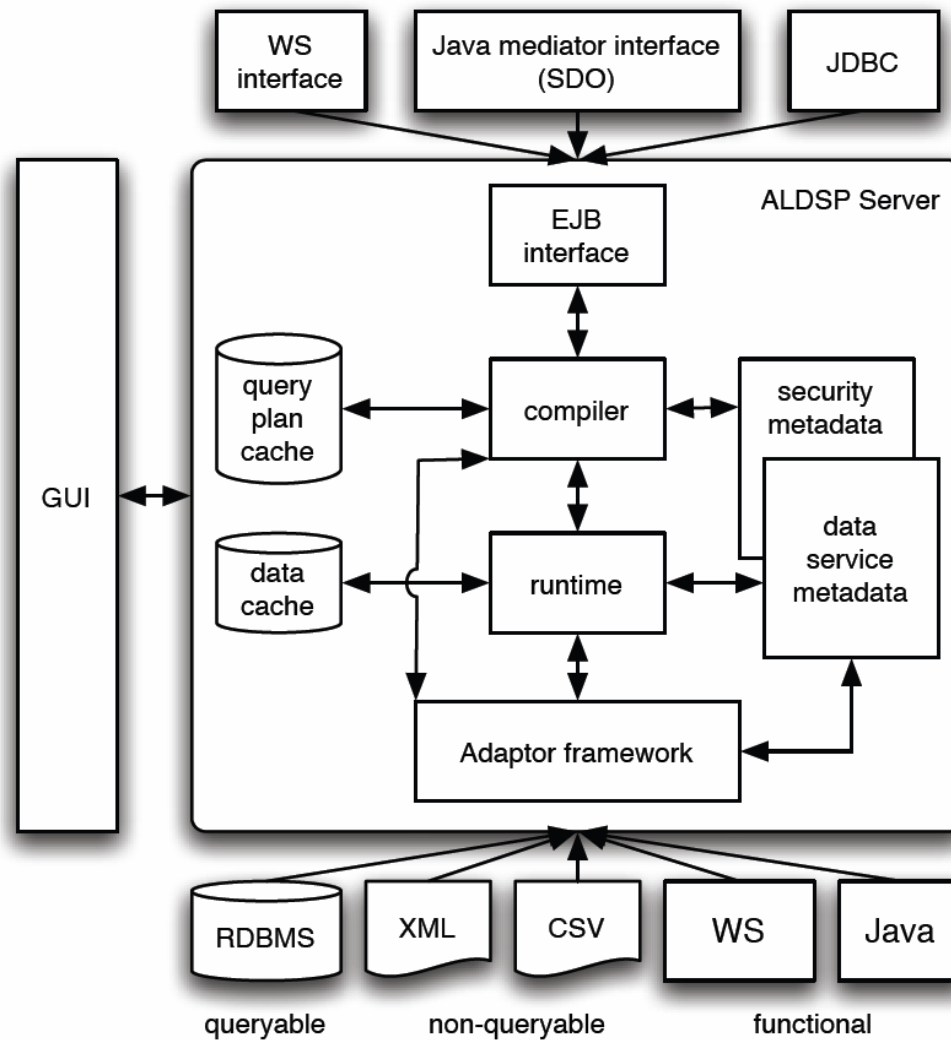 WS
interface
Java mediator interface
(SDO)
JDBC
ALDSP Server
EJB
interface
query
plan
cache
compiler
security
metadata
GUI
data
cache
runtime
data
service
metadata
Adaptor framework
RDBMS
XML
CSV
WS
Java
queryable
non-queryable
functional